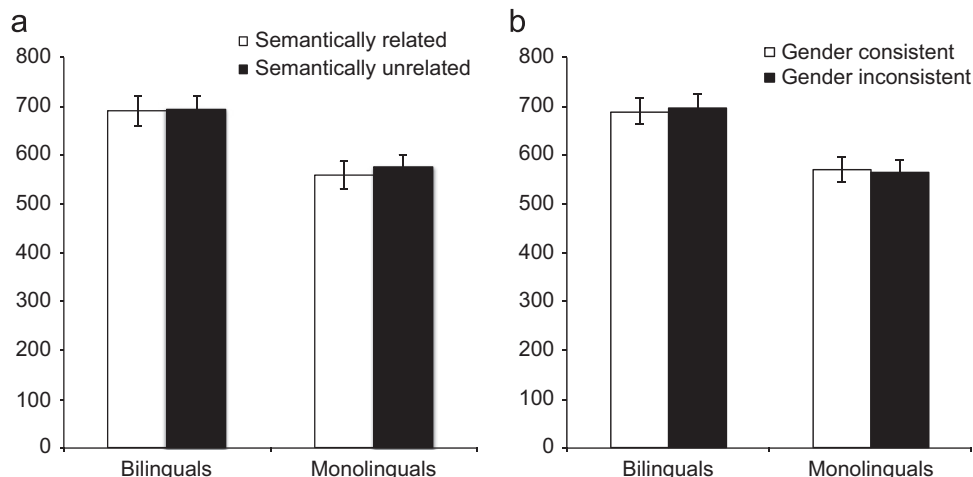 a
Semantically related
Semantically unrelated
800
700
600
500
400
300
200
100
0
Bilinguals Monolinguals
b
Gender consistent
Gender inconsistent
800
700
600
500
400
300
200
100
0
Bilinguals Monolinguals